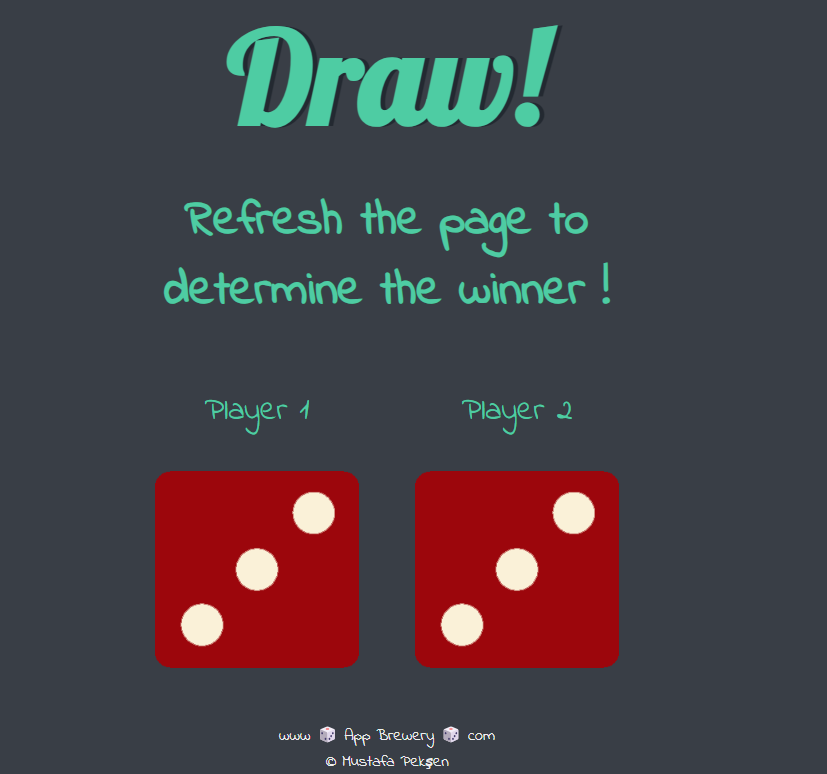 Draw!
Refresh the page to
determine the winner !
Player 1 Player 2
www 🎲 App Brewery 🎲 com
© Mustafa Pekşen